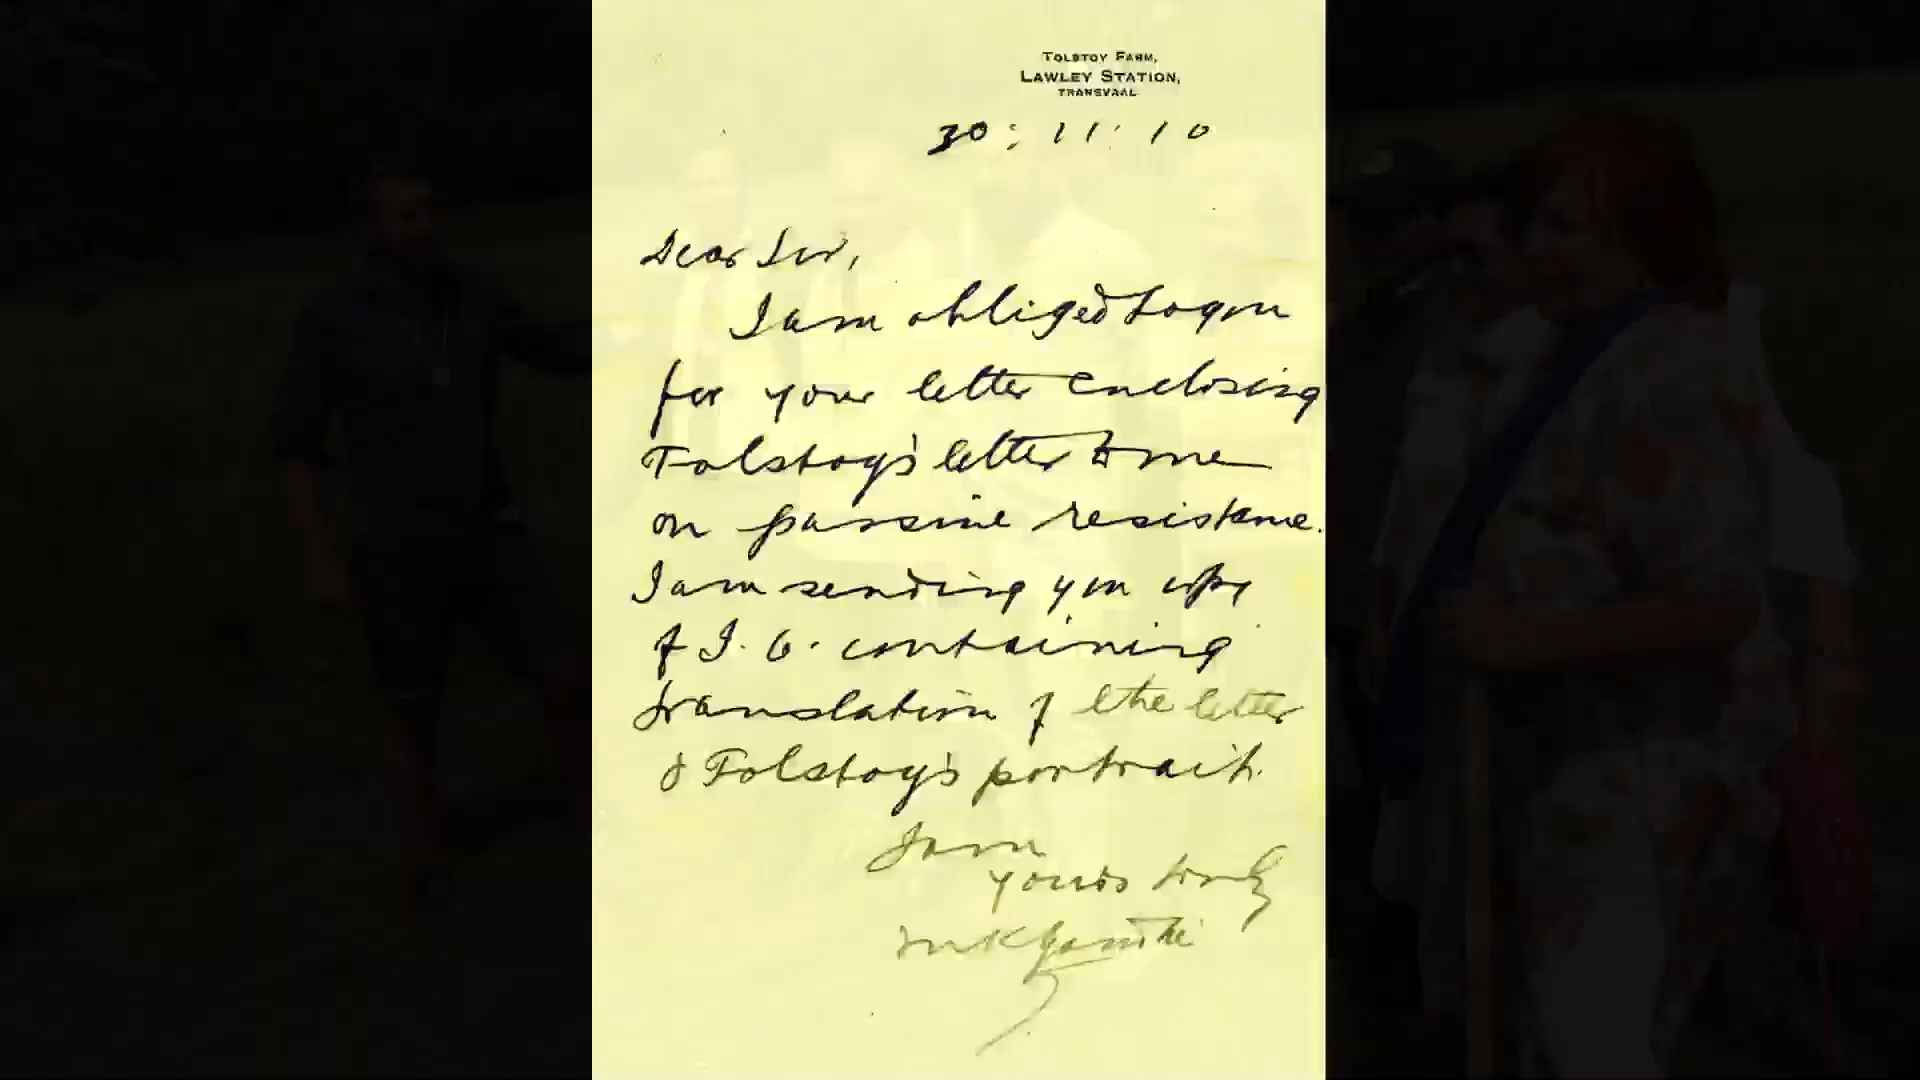 TOLSTOY FARM,
LAWLEY STATION,
TRANSVAAL
30 : 11 : 10
Dear Sir,
I am obliged to you
for your letter enclosing
Tolstoy's letter to me
on passive resistance.
I am sending you copy
of I. O. containing
translation of the letter
& Tolstoy's portrait.
I am
yours truly
MKGandhi